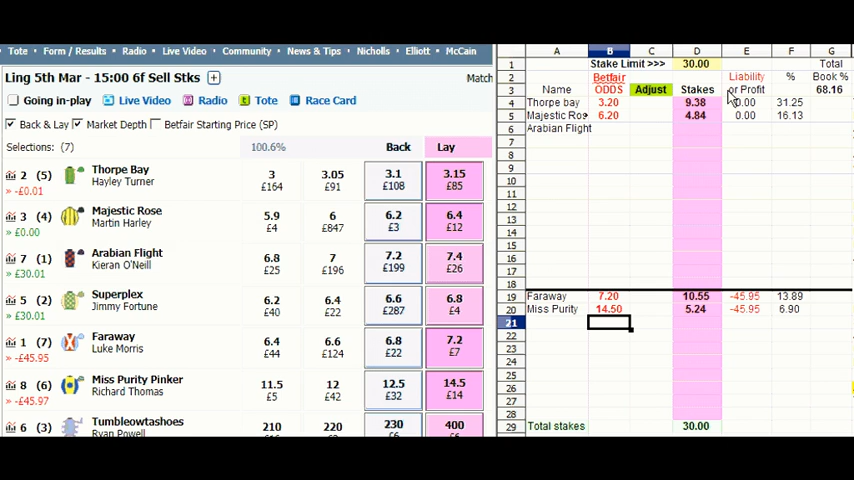 Tote Form / Results Radio Live Video Community News & Tips Nicholls Elliott McCain
Ling 5th Mar - 15:00 6f Sell Stks +
Match
Going in-play Live Video Radio Tote Race Card
Back & Lay Market Depth Betfair Starting Price (SP)
Selections: (7) 100.6% Back Lay
2 (5) Thorpe Bay 3 3.05 3.1 3.15
» -£0.01 Hayley Turner £164 £91 £108 £85
3 (4) Majestic Rose 5.9 6 6.2 6.4
» £0.00 Martin Harley £4 £847 £3 £12
7 (1) Arabian Flight 6.8 7 7.2 7.4
» £30.01 Kieran O'Neill £25 £196 £199 £26
5 (2) Superplex 6.2 6.4 6.6 6.8
» £30.01 Jimmy Fortune £40 £22 £287 £4
1 (7) Faraway 6.4 6.6 6.8 7.2
» -£45.95 Luke Morris £44 £124 £22 £7
8 (6) Miss Purity Pinker 11.5 12 12.5 14.5
» -£45.97 Richard Thomas £5 £42 £32 £14
6 (3) Tumbleowtashoes 210 220 230 400
Ryan Powell
A B C D E F G
1 Stake Limit >>> 30.00 Total
2 Betfair Liability % Book %
3 Name ODDS Adjust Stakes or Profit 68.16
4 Thorpe bay 3.20 9.38 0.00 31.25
5 Majestic Ros 6.20 4.84 0.00 16.13
6 Arabian Flight
7
8
9
10
11
12
13
14
15
16
17
18
19 Faraway 7.20 10.55 -45.95 13.89
20 Miss Purity 14.50 5.24 -45.95 6.90
21
22
23
24
25
26
27
28
29 Total stakes 30.00